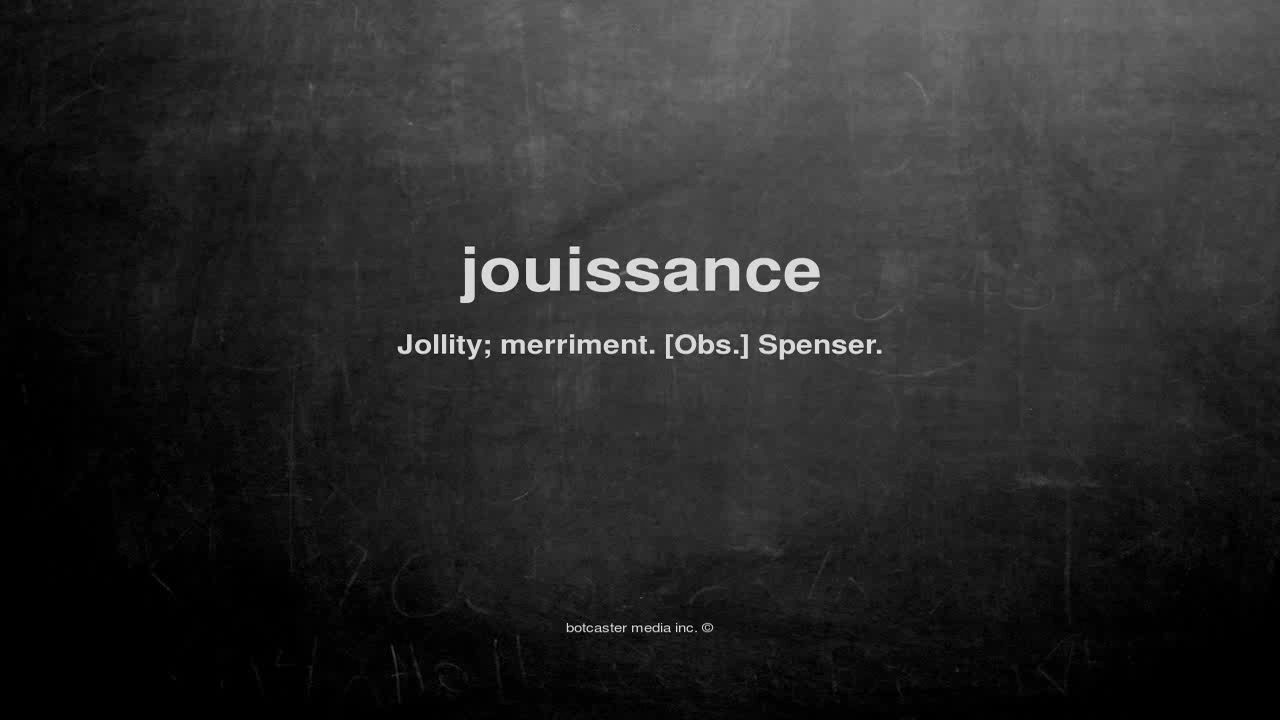 jouissance
Jollity; merriment. [Obs.] Spenser.
botcaster media inc. ©